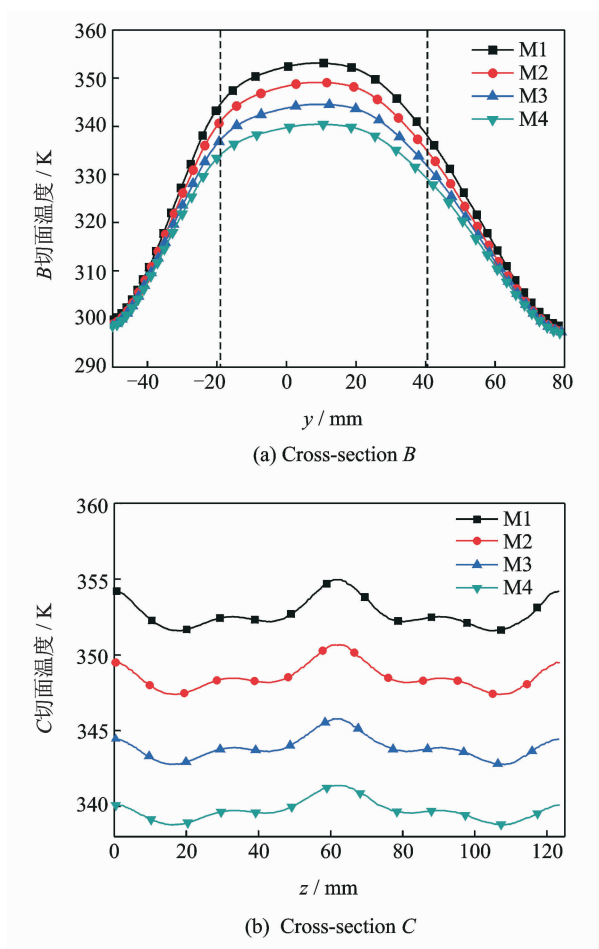 360
350
340
330
320
310
300
290
B切面温度 / K
M1
M2
M3
M4
−40
−20
0
20
40
60
80
y / mm
(a) Cross-section B
360
355
350
345
340
C切面温度 / K
M1
M2
M3
M4
0
20
40
60
80
100
120
z / mm
(b) Cross-section C